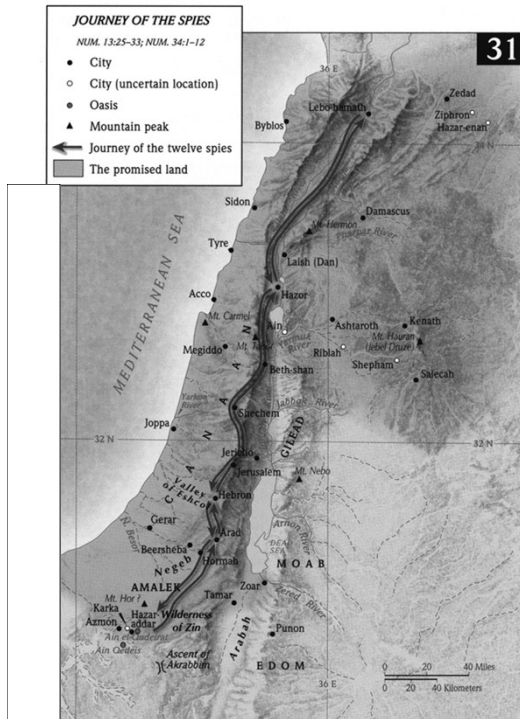 JOURNEY OF THE SPIES
NUM. 13:25–33; NUM. 34:1–12
City
City (uncertain location)
Oasis
Mountain peak
Journey of the twelve spies
The promised land
31
36 E
Zedad
Lebo-hamath
Ziphron
Hazar-enan
Byblos
34 N
Sidon
Damascus
Mt. Hermon
Pharpar River
Tyre
Laish (Dan)
MEDITERRANEAN SEA
Hazor
Acco
Mt. Carmel
Ain
Ashtaroth
Kenath
Yarmuk
River
Mt. Hauran
(Jebel Druze)
Megiddo
Riblah
Shepham
Beth-shan
Salecah
CANAAN
Yarkon
River
Shechem
Jabbok River
Joppa
32 N
32 N
GILEAD
Jericho
Jerusalem
Mt. Nebo
Valley
of Eshcol
Hebron
Gerar
Arnon River
N. Besor
Arad
DEAD
SEA
Beersheba
Hormah
MOAB
Negeb
AMALEK
Zoar
Mt. Hor ?
Tamar
Zered River
Karka
Hazar-
addar
Wilderness
of Zin
Azmon
Ain el-Qudeirat
Punon
Arabah
Ain Qedeis
Ascent of
Akrabbim
EDOM
36 E
0 20 40 Miles
0 20 40 Kilometers